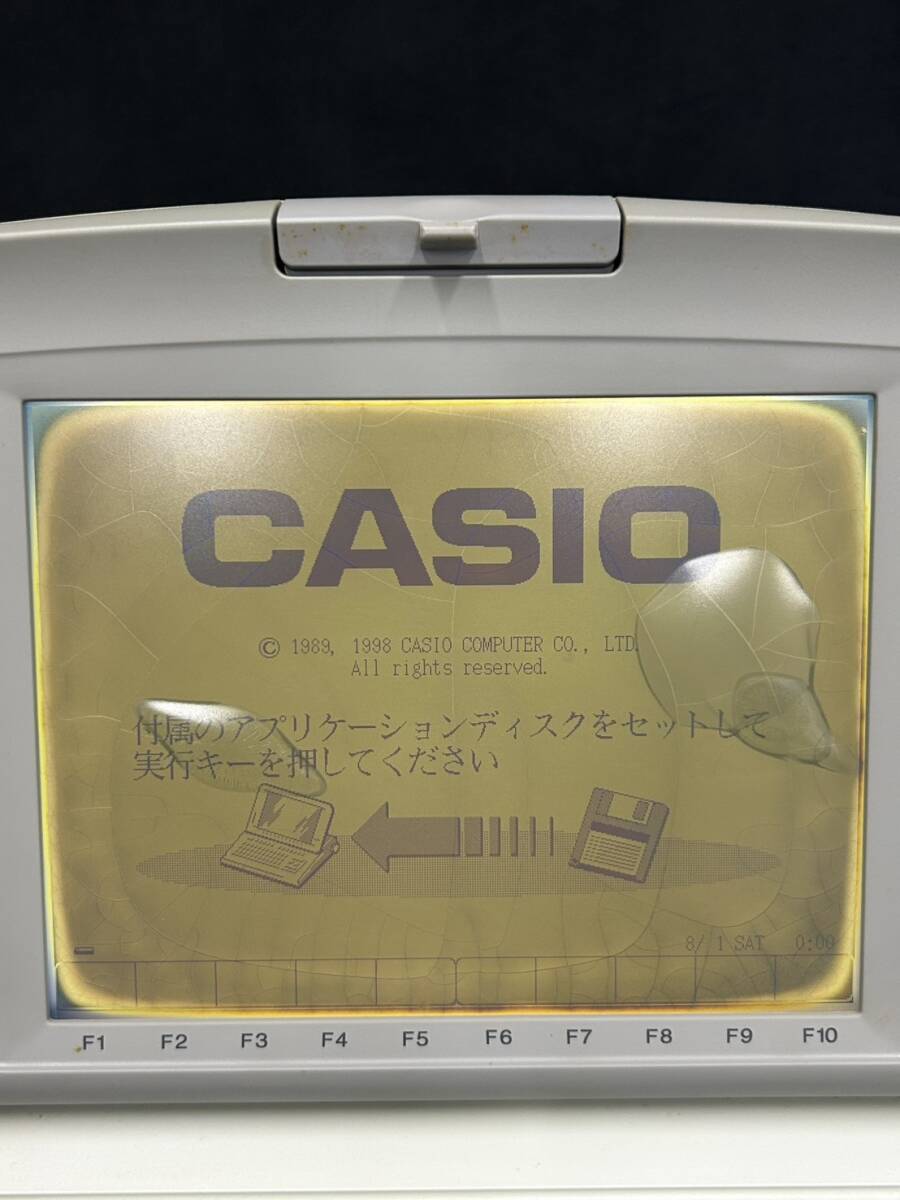 CASIO
© 1989, 1998 CASIO COMPUTER CO., LTD.
All rights reserved.
付属のアプリケーションディスクをセットして
実行キーを押してください
8/ 1 SAT 0:00
F1 F2 F3 F4 F5 F6 F7 F8 F9 F10